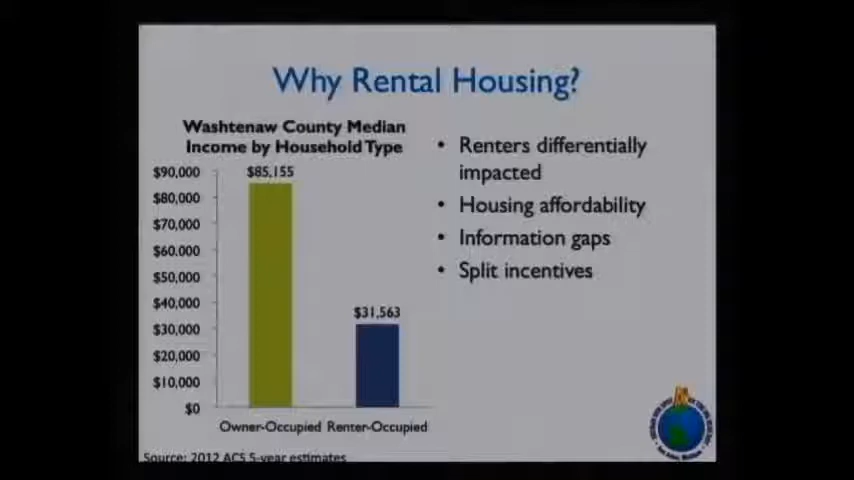 Why Rental Housing?
Washtenaw County Median
Income by Household Type
$90,000
$80,000
$70,000
$60,000
$50,000
$40,000
$30,000
$20,000
$10,000
$0
$85,155
$31,563
Owner-Occupied Renter-Occupied
Source: 2012 ACS 5-year estimates
• Renters differentially
impacted
• Housing affordability
• Information gaps
• Split incentives